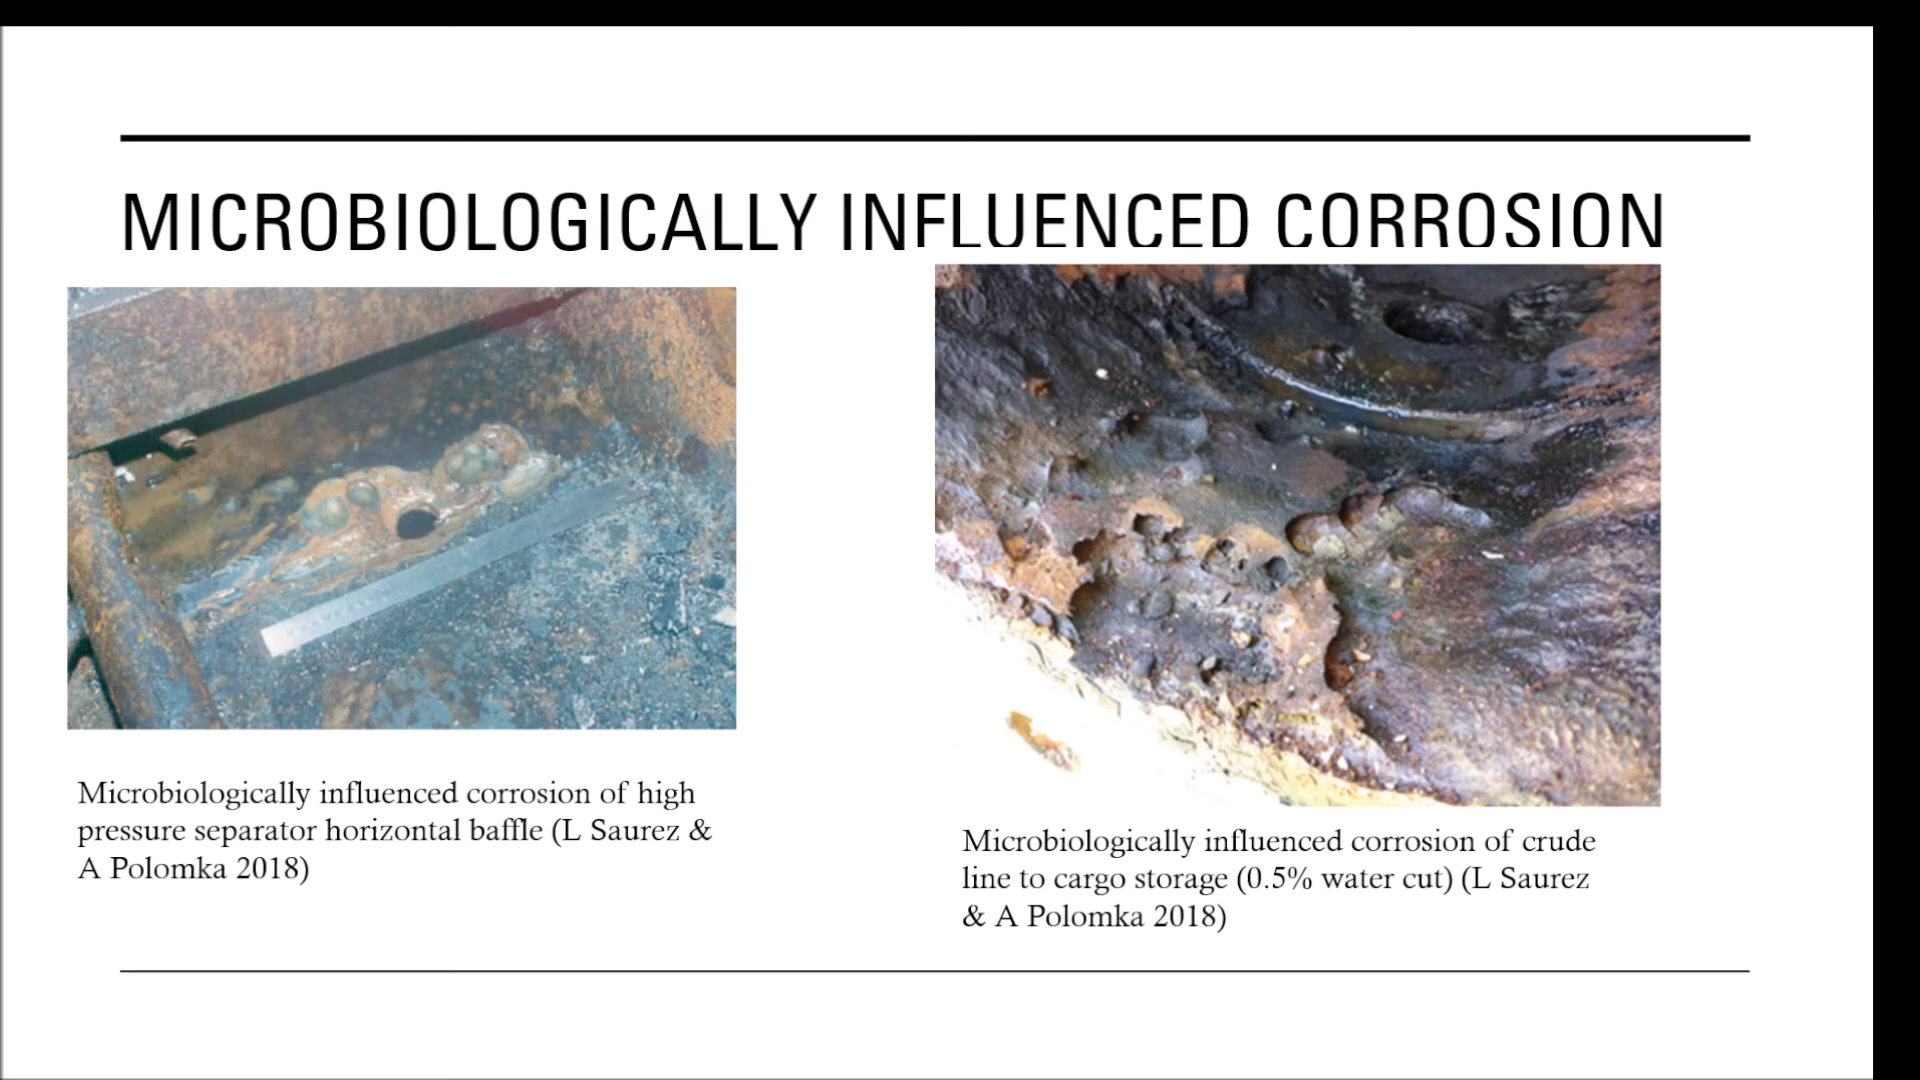 MICROBIOLOGICALLY INFLUENCED CORROSION
Microbiologically influenced corrosion of high
pressure separator horizontal baffle (L Saurez &
A Polomka 2018)
Microbiologically influenced corrosion of crude
line to cargo storage (0.5% water cut) (L Saurez
& A Polomka 2018)